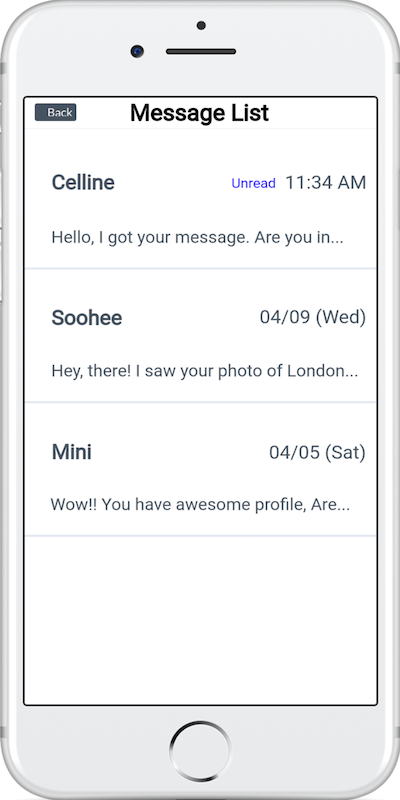 Back
Message List
Celline Unread 11:34 AM
Hello, I got your message. Are you in...
Soohee 04/09 (Wed)
Hey, there! I saw your photo of London...
Mini 04/05 (Sat)
Wow!! You have awesome profile, Are...